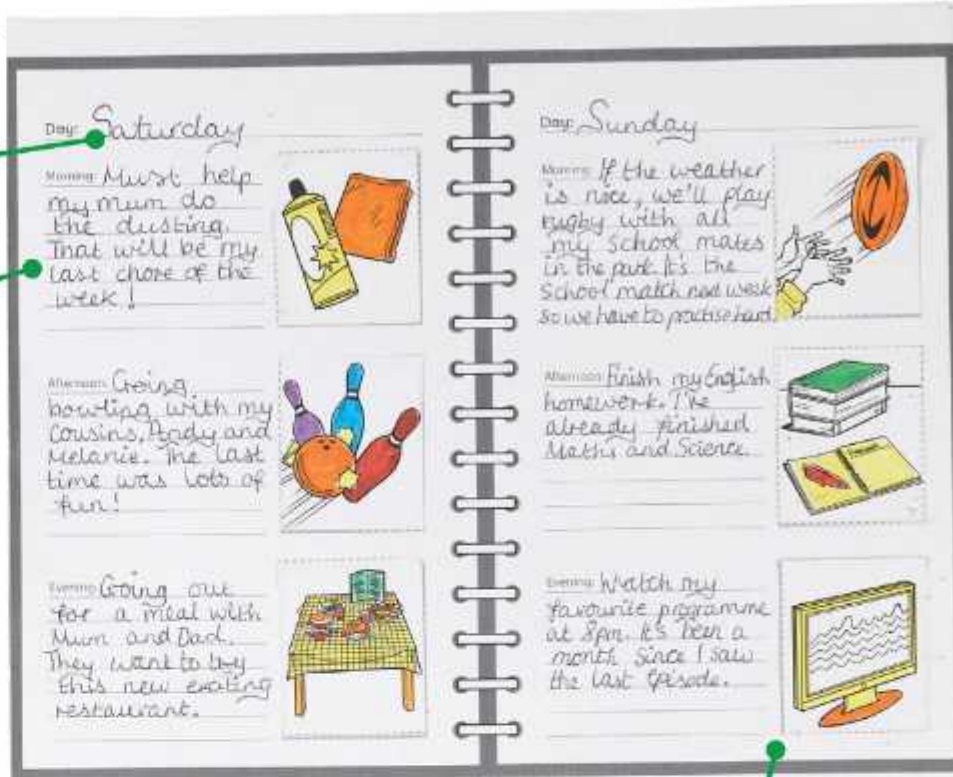 Day: Saturday
Morning: Must help
my mum do
the dusting.
That will be my
last chore of the
week!
Afternoon: Going
bowling with my
cousins, Andy and
Melanie. The last
time was lots of
fun!
Evening: Going out
for a meal with
Mum and Dad.
They want to try
this new exciting
restaurant.
Day: Sunday
Morning: If the weather
is nice, we'll play
rugby with all
my school mates
in the park. It's the
School match next week
so we have to practise hard.
Afternoon: Finish my English
homework. I've
already finished
Maths and Science.
Evening: Watch my
favourite programme
at 8pm. It's been a
month since I saw
the last episode.